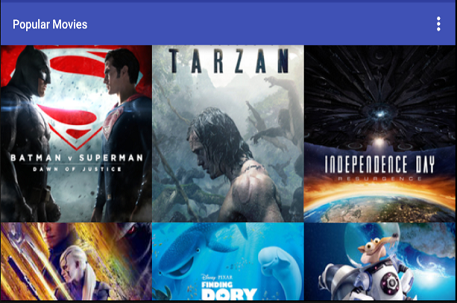 Popular Movies
BATMAN v SUPERMAN
DAWN OF JUSTICE
TARZAN
INDEPENDENCE DAY
RESURGENCE
DISNEY · PIXAR
FINDING
DORY